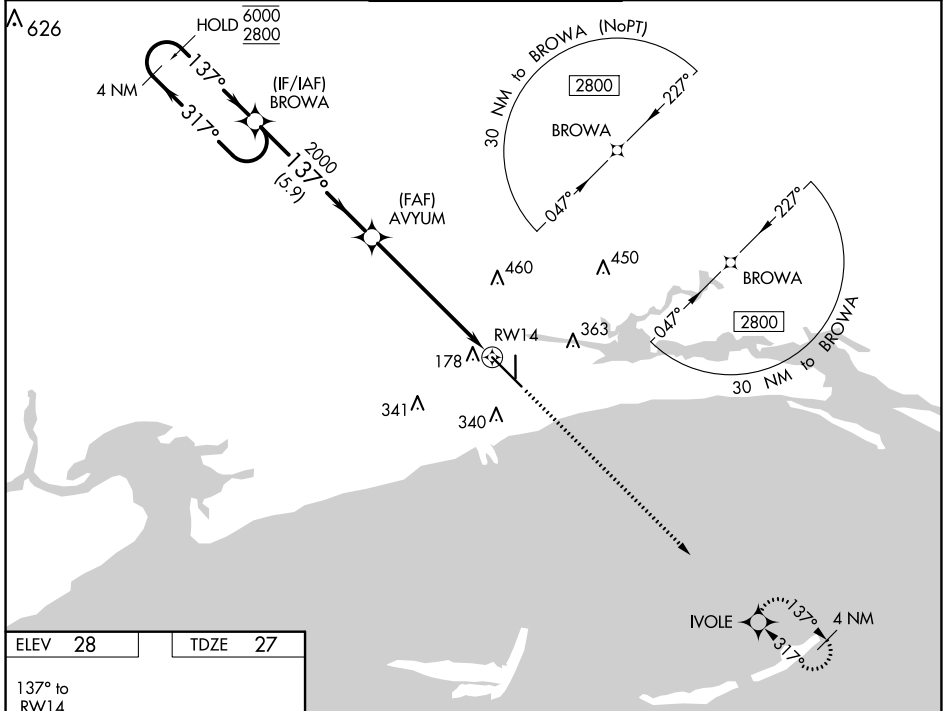 626
HOLD 6000
2800
4 NM
137°
317°
(IF/IAF)
BROWA
2000
137°
(5.9)
(FAF)
AVYUM
30 NM to BROWA (NoPT)
2800
227°
BROWA
047°
227°
BROWA
047°
2800
30 NM to BROWA
460
450
363
RW14
178
341
340
IVOLE
137°
4 NM
317°
ELEV 28
TDZE 27
137° to
RW14